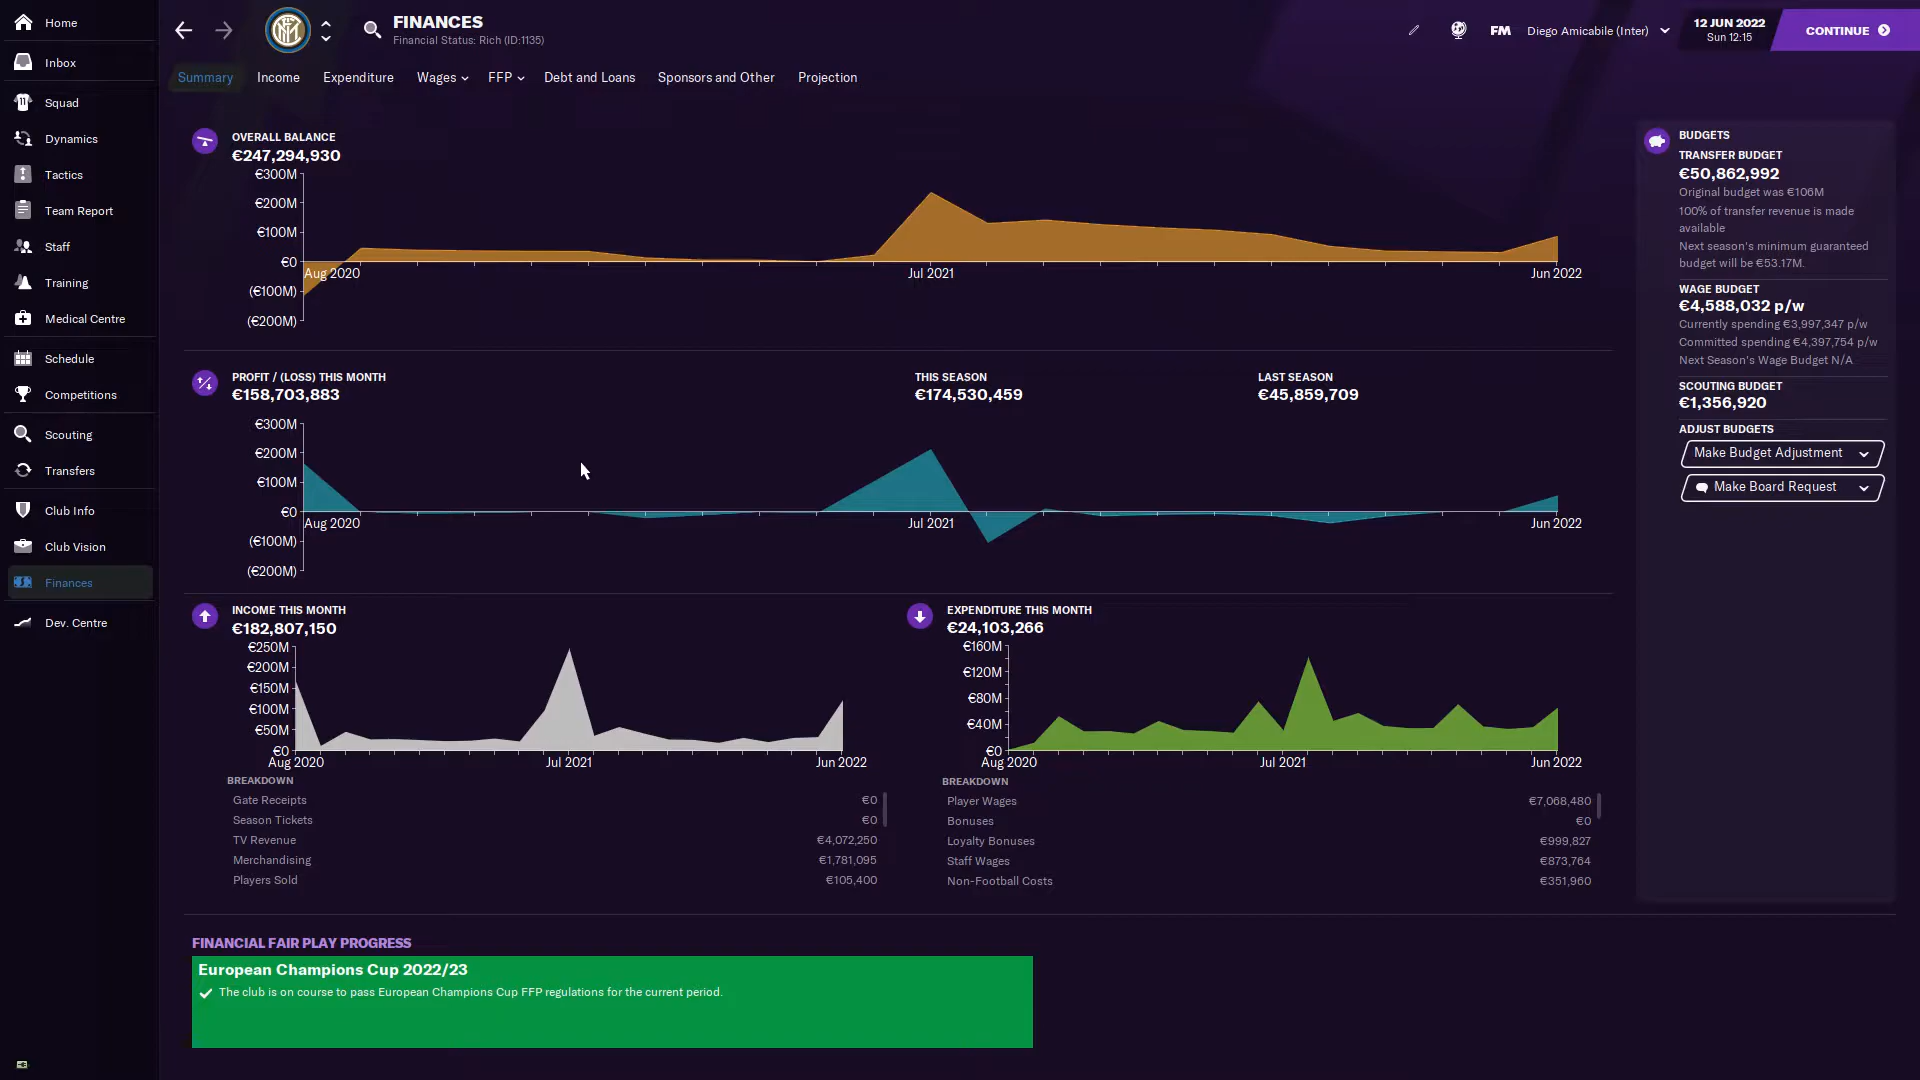 Home
Inbox
Squad
Dynamics
Tactics
Team Report
Staff
Training
Medical Centre
Schedule
Competitions
Scouting
Transfers
Club Info
Club Vision
Finances
Dev. Centre
FINANCES
Financial Status: Rich (ID:1135)
FM
Diego Amicabile (Inter)
12 JUN 2022
Sun 12:15
CONTINUE
Summary Income Expenditure Wages FFP Debt and Loans Sponsors and Other Projection
OVERALL BALANCE
€247,294,930
€300M
€200M
€100M
€0
(€100M)
(€200M)
Aug 2020 Jul 2021 Jun 2022
PROFIT / (LOSS) THIS MONTH
€158,703,883
THIS SEASON
€174,530,459
LAST SEASON
€45,859,709
€300M
€200M
€100M
€0
(€100M)
(€200M)
Aug 2020 Jul 2021 Jun 2022
INCOME THIS MONTH
€182,807,150
€250M
€200M
€150M
€100M
€50M
€0
Aug 2020 Jul 2021 Jun 2022
BREAKDOWN
Gate Receipts €0
Season Tickets €0
TV Revenue €4,072,250
Merchandising €1,781,095
Players Sold €105,400
EXPENDITURE THIS MONTH
€24,103,266
€160M
€120M
€80M
€40M
€0
Aug 2020 Jul 2021 Jun 2022
BREAKDOWN
Player Wages €7,068,480
Bonuses €0
Loyalty Bonuses €999,827
Staff Wages €873,764
Non-Football Costs €351,960
BUDGETS
TRANSFER BUDGET
€50,862,992
Original budget was €106M
100% of transfer revenue is made
available
Next season's minimum guaranteed
budget will be €53.17M.
WAGE BUDGET
€4,588,032 p/w
Currently spending €3,997,347 p/w
Committed spending €4,397,754 p/w
Next Season's Wage Budget N/A
SCOUTING BUDGET
€1,356,920
ADJUST BUDGETS
Make Budget Adjustment
Make Board Request
FINANCIAL FAIR PLAY PROGRESS
European Champions Cup 2022/23
The club is on course to pass European Champions Cup FFP regulations for the current period.